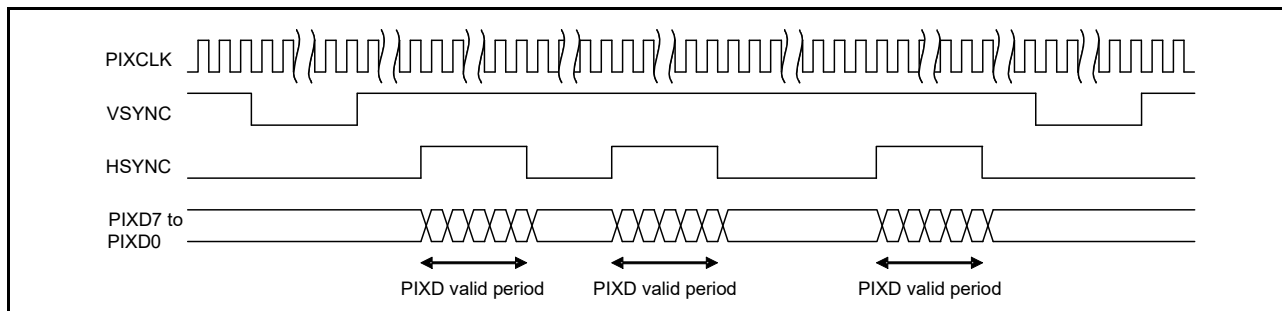 PIXCLK
VSYNC
HSYNC
PIXD7 to
PIXD0
PIXD valid period PIXD valid period PIXD valid period